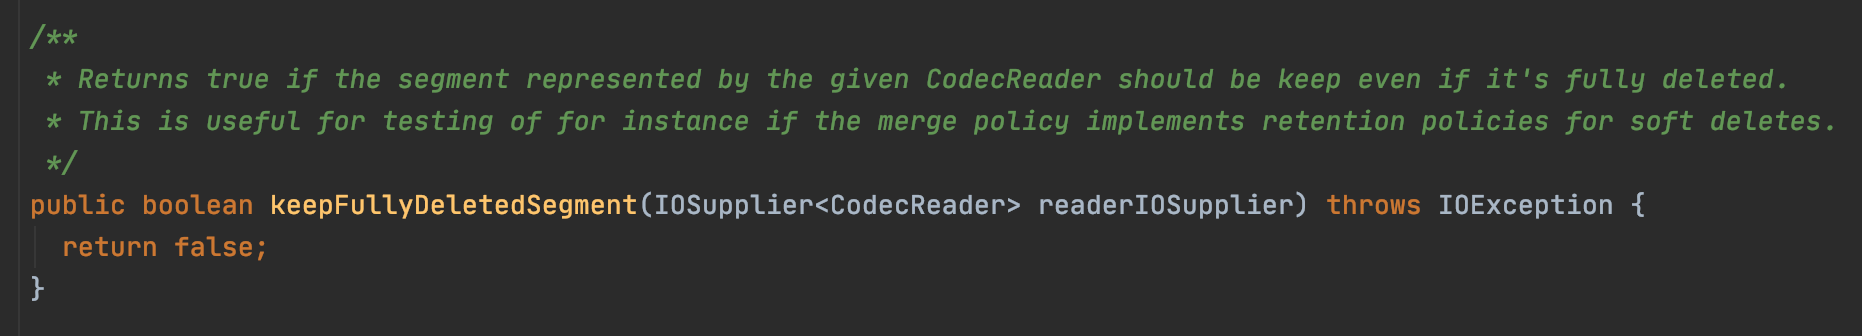 /**
 * Returns true if the segment represented by the given CodecReader should be keep even if it's fully deleted.
 * This is useful for testing of for instance if the merge policy implements retention policies for soft deletes.
 */
public boolean keepFullyDeletedSegment(IOSupplier<CodecReader> readerIOSupplier) throws IOException {
  return false;
}